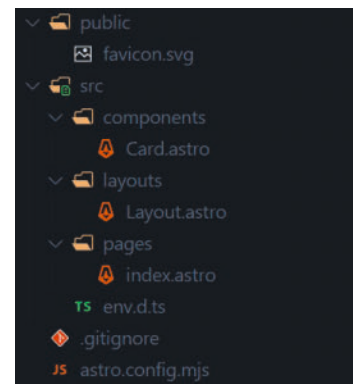 public
favicon.svg
src
components
Card.astro
layouts
Layout.astro
pages
index.astro
TS env.d.ts
.gitignore
JS astro.config.mjs